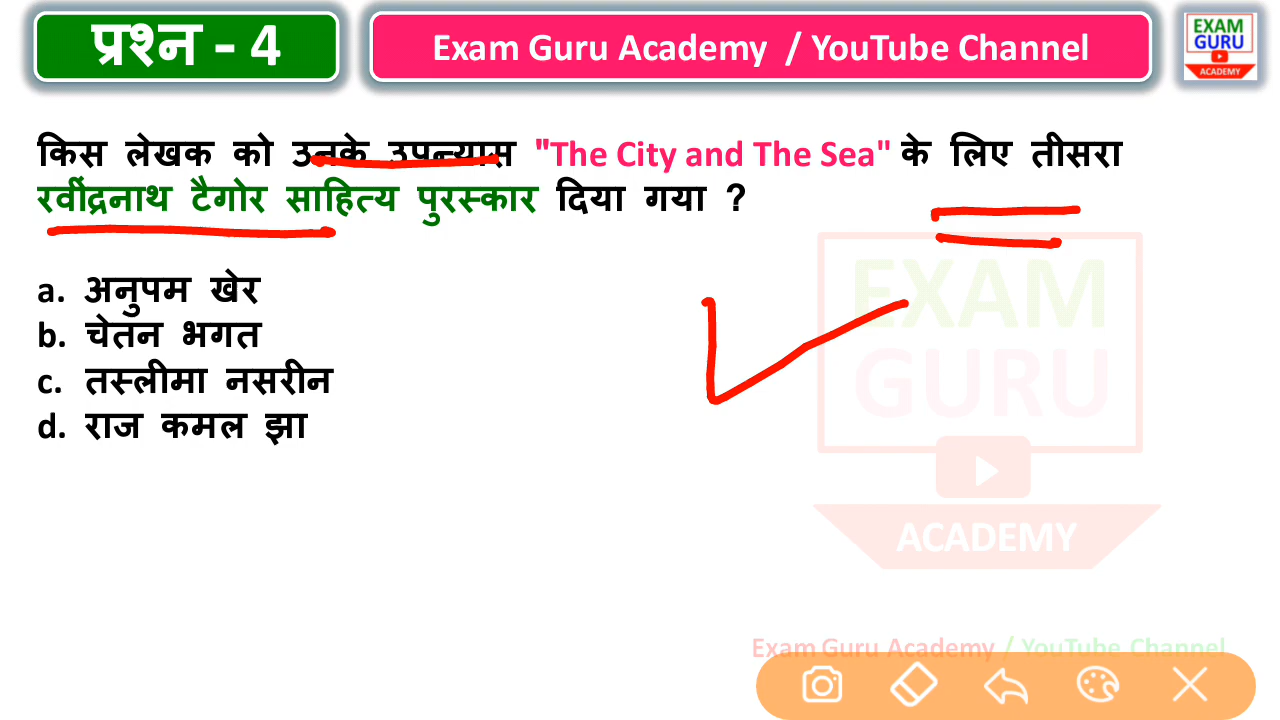 प्रश्न - 4
Exam Guru Academy / YouTube Channel
EXAM
GURU
ACADEMY
किस लेखक को उनके उपन्यास "The City and The Sea" के लिए तीसरा
रवींद्रनाथ टैगोर साहित्य पुरस्कार दिया गया ?
a. अनुपम खेर
b. चेतन भगत
c. तस्लीमा नसरीन
d. राज कमल झा
EXAM
GURU
ACADEMY
Exam Guru Academy / YouTube Channel